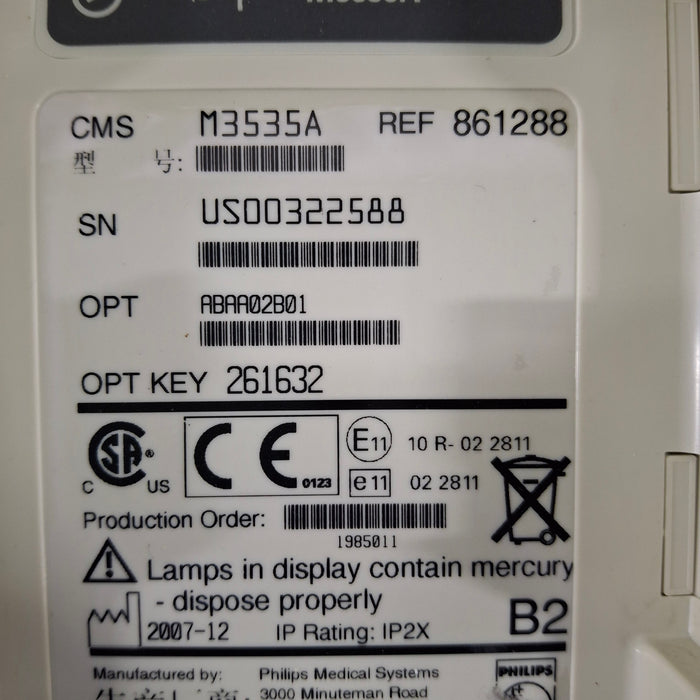 CMS M3535A REF 861288
型 号:
SN US00322588
OPT ABAA02B01
OPT KEY 261632
CSA ® C US CE 0123 E11 10 R- 02 2811
e11 02 2811
Production Order:
1985011
Lamps in display contain mercury
- dispose properly
2007-12 IP Rating: IP2X B2
Manufactured by: Philips Medical Systems PHILIPS
3000 Minuteman Road